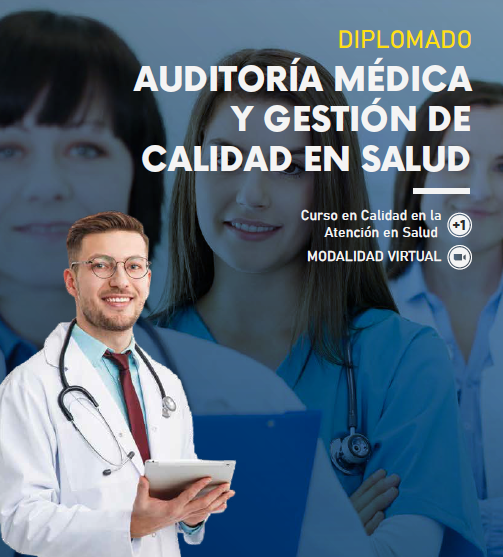 DIPLOMADO
AUDITORÍA MÉDICA
Y GESTIÓN DE
CALIDAD EN SALUD
Curso en Calidad en la
Atención en Salud
+1
MODALIDAD VIRTUAL